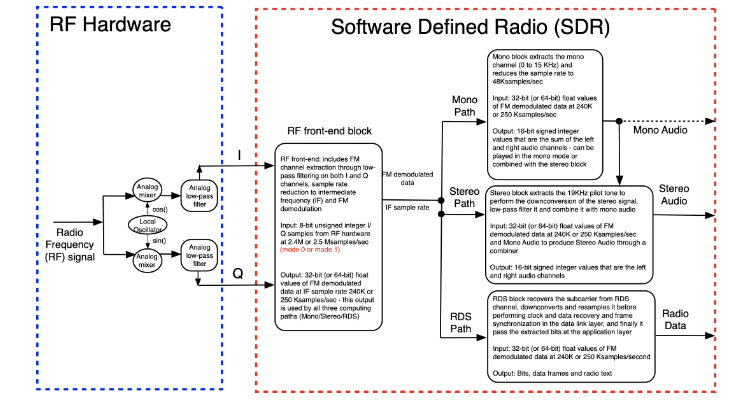 RF Hardware
Software Defined Radio (SDR)
Radio
Frequency
(RF) signal
Analog
mixer
cos()
Local
Oscillator
sin()
Analog
mixer
Analog
low-pass
filter
Analog
low-pass
filter
I
Q
RF front-end block
RF front-end: includes FM
channel extraction through low-
pass filtering on both I and Q
channels, sample rate
reduction to intermediate
frequency (IF) and FM
demodulation
Input: 8-bit unsigned integer I/
Q samples from RF hardware
at 2.4M or 2.5 Msamples/sec
(mode 0 or mode 1)
Output: 32-bit (or 64-bit) float
values of FM demodulated
data at IF sample rate 240K or
250 Ksamples/sec - this output
is used by all three computing
paths (Mono/Stereo/RDS)
FM demodulated
data
IF sample rate
Mono
Path
Stereo
Path
RDS
Path
Mono block extracts the mono
channel (0 to 15 KHz) and
reduces the sample rate to
48Ksamples/sec
Input: 32-bit (or 64-bit) float values
of FM demodulated data at 240K
or 250 Ksamples/sec
Output: 16-bit signed integer
values that are the sum of the left
and right audio channels - can be
played in the mono mode or
combined with the stereo block
Mono Audio
Stereo block extracts the 19KHz pilot tone to
perform the downconversion of the stereo signal,
low-pass filter it and combine it with mono audio
Input: 32-bit (or 64-bit) float values of FM
demodulated data at 240K or 250 Ksamples/sec
and Mono Audio to produce Stereo Audio through a
combiner
Output: 16-bit signed integer values that are the left
and right audio channels
Stereo
Audio
RDS block recovers the subcarrier from RDS
channel, downconverts and resamples it before
performing clock and data recovery and frame
synchronization in the data link layer, and finally it
pass the extracted bits at the application layer
Input: 32-bit (or 64-bit) float values of FM
demodulated data at 240K or 250 Ksamples/second
Output: Bits, data frames and radio text
Radio
Data